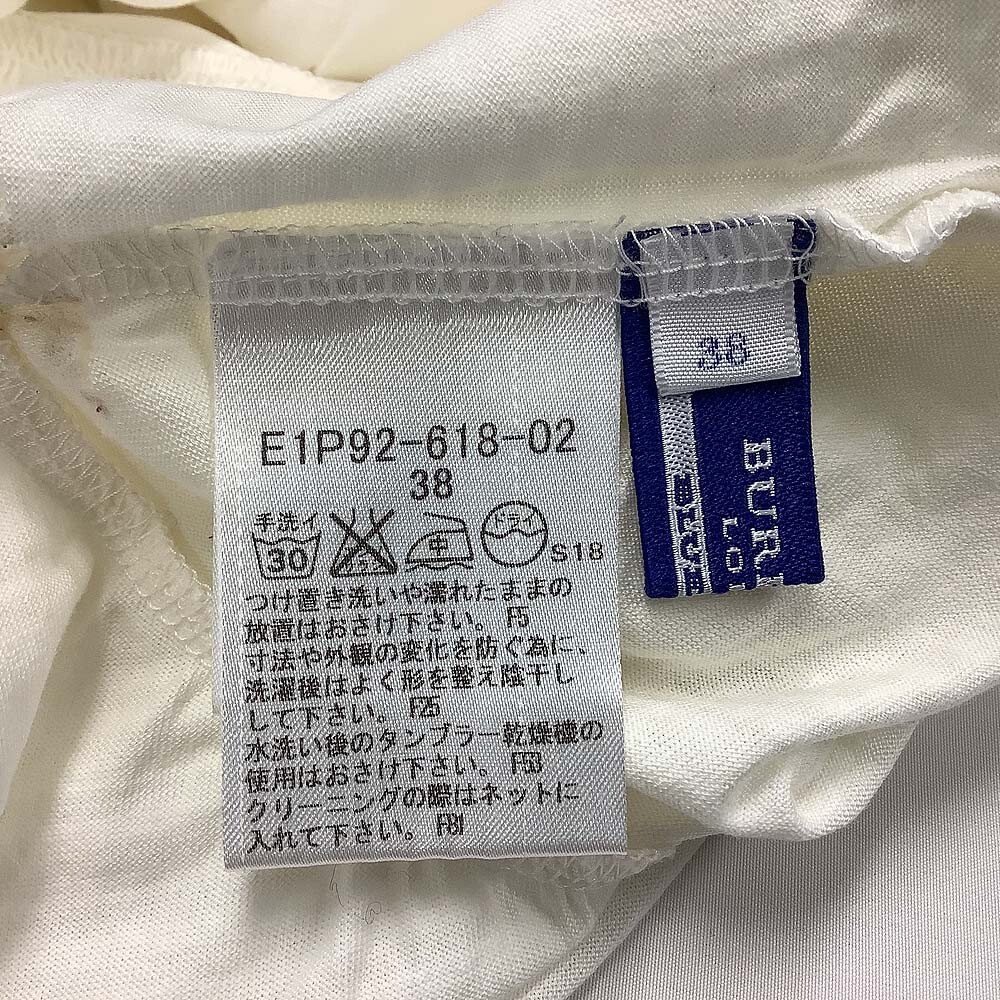 E1P92-618-02
38
手洗イ
30
中
ドライ
S18
つけ置き洗いや濡れたままの
放置はおさけ下さい。F5
寸法や外観の変化を防ぐ為に、
洗濯後はよく形を整え陰干し
して下さい。F25
水洗い後のタンブラー乾燥機の
使用はおさけ下さい。F53
クリーニングの際はネットに
入れて下さい。F81
38
BUR
LO
BLUE